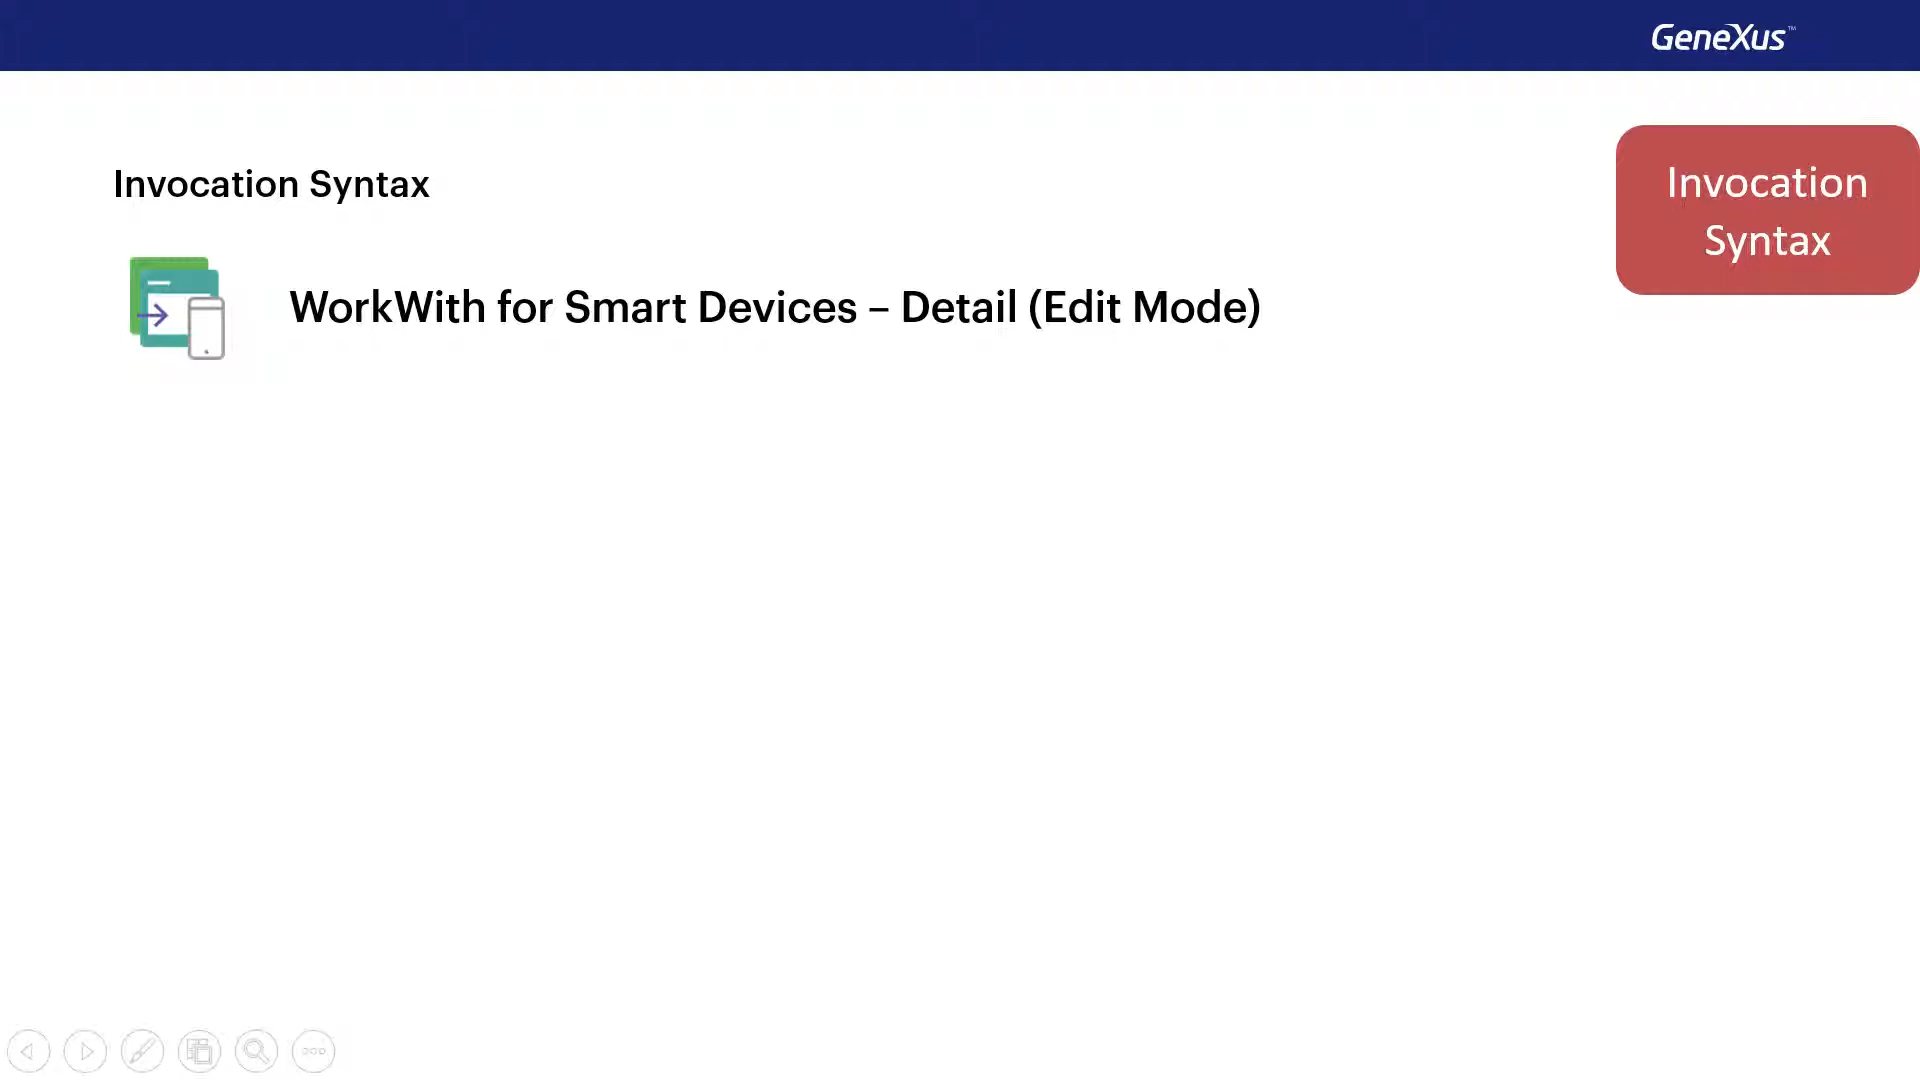 GeneXus™
Invocation Syntax
Invocation
Syntax
WorkWith for Smart Devices – Detail (Edit Mode)